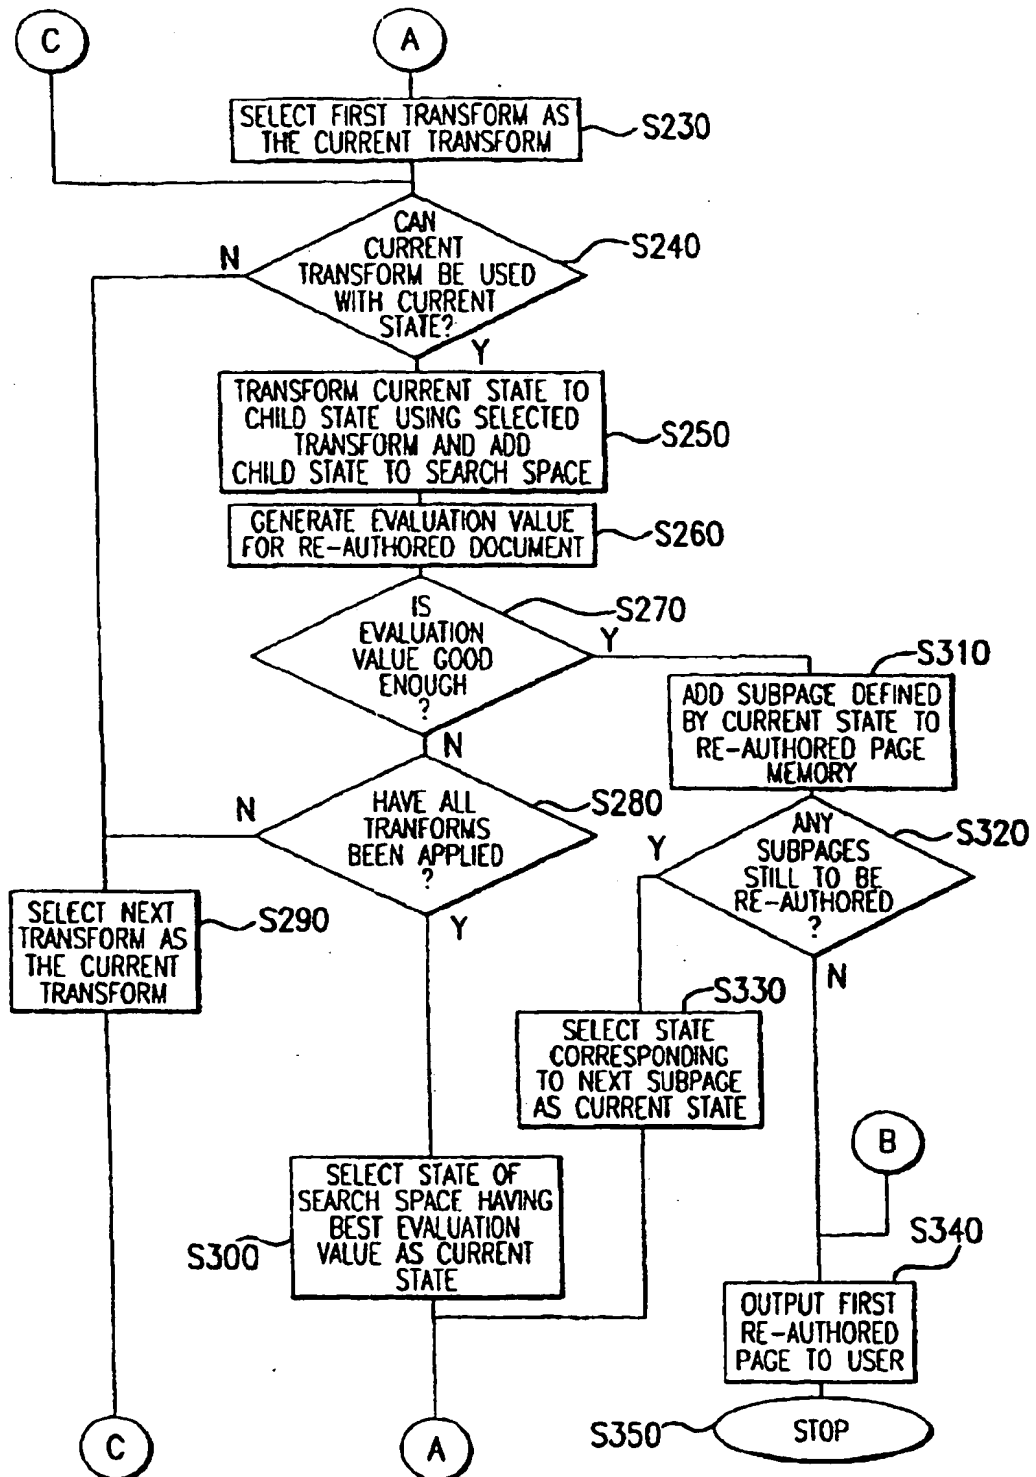 C
A
SELECT FIRST TRANSFORM AS
THE CURRENT TRANSFORM
S230
CAN
CURRENT
TRANSFORM BE USED
WITH CURRENT
STATE?
S240
N
Y
TRANSFORM CURRENT STATE TO
CHILD STATE USING SELECTED
TRANSFORM AND ADD
CHILD STATE TO SEARCH SPACE
S250
GENERATE EVALUATION VALUE
FOR RE-AUTHORED DOCUMENT
S260
IS
EVALUATION
VALUE GOOD
ENOUGH
?
S270
Y
N
ADD SUBPAGE DEFINED
BY CURRENT STATE TO
RE-AUTHORED PAGE
MEMORY
S310
HAVE ALL
TRANFORMS
BEEN APPLIED
?
S280
N
Y
ANY
SUBPAGES
STILL TO BE
RE-AUTHORED
?
S320
Y
N
SELECT NEXT
TRANSFORM AS
THE CURRENT
TRANSFORM
S290
SELECT STATE
CORRESPONDING
TO NEXT SUBPAGE
AS CURRENT STATE
S330
B
SELECT STATE OF
SEARCH SPACE HAVING
BEST EVALUATION
VALUE AS CURRENT
STATE
S300
OUTPUT FIRST
RE-AUTHORED
PAGE TO USER
S340
C
A
STOP
S350